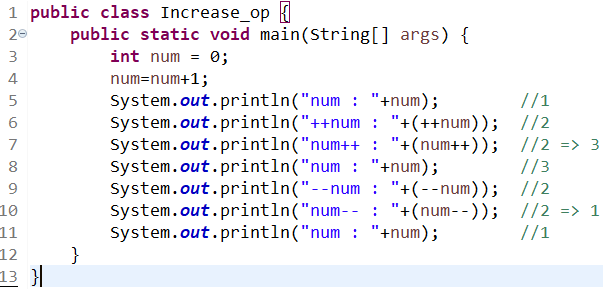 1 public class Increase_op {
2 public static void main(String[] args) {
3 int num = 0;
4 num=num+1;
5 System.out.println("num : "+num); //1
6 System.out.println("++num : "+(++num)); //2
7 System.out.println("num++ : "+(num++)); //2 => 3
8 System.out.println("num : "+num); //3
9 System.out.println("--num : "+(--num)); //2
10 System.out.println("num-- : "+(num--)); //2 => 1
11 System.out.println("num : "+num); //1
12 }
13 }